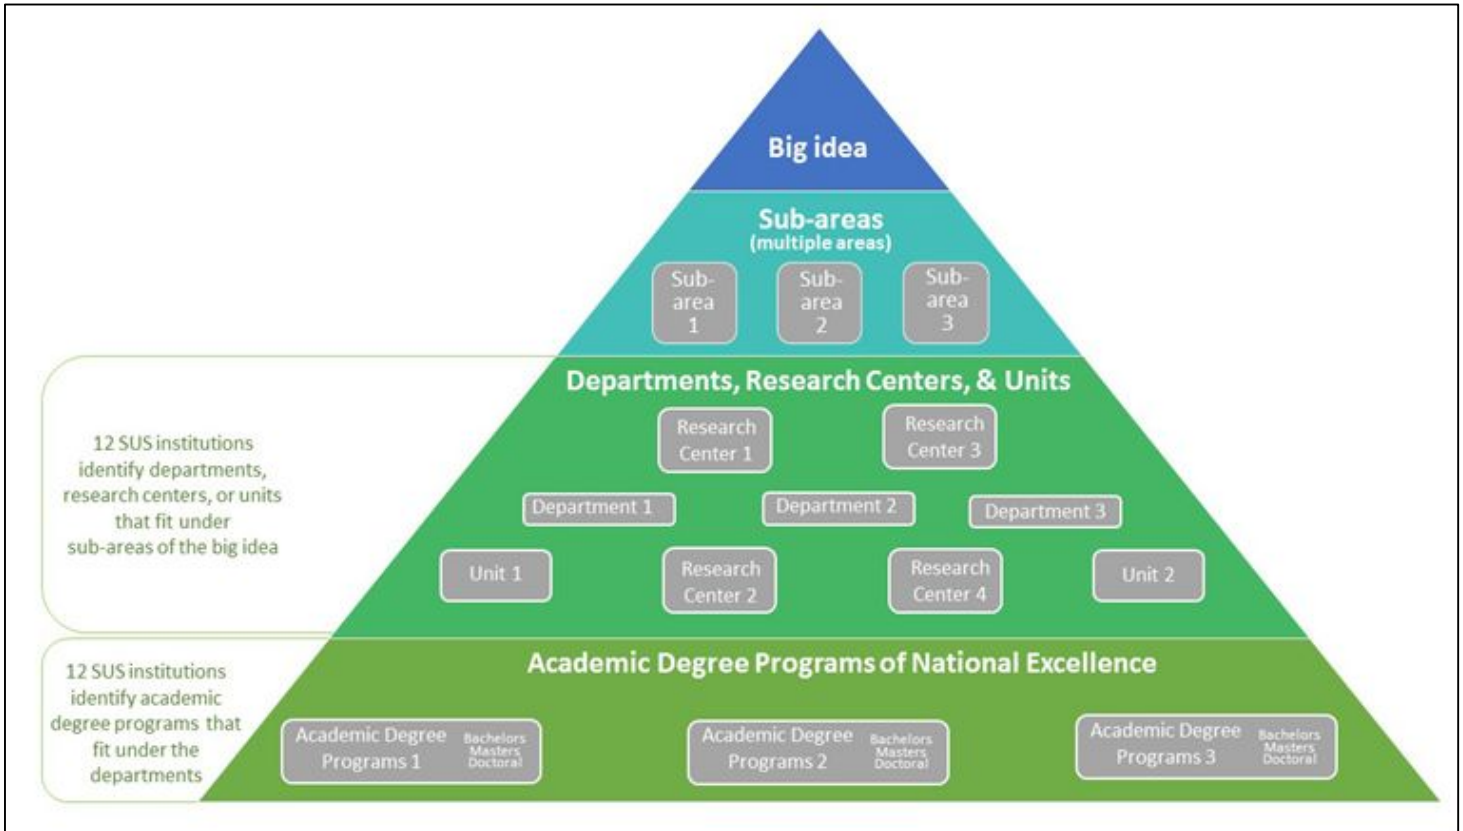 Big idea
Sub-areas
(multiple areas)
Sub-
area
1
Sub-
area
2
Sub-
area
3
12 SUS institutions
identify departments,
research centers, or units
that fit under
sub-areas of the big idea
Departments, Research Centers, & Units
Research
Center 1
Research
Center 3
Department 1
Department 2
Department 3
Unit 1
Research
Center 2
Research
Center 4
Unit 2
12 SUS institutions
identify academic
degree programs that
fit under the
departments
Academic Degree Programs of National Excellence
Academic Degree
Programs 1
Bachelors
Masters
Doctoral
Academic Degree
Programs 2
Bachelors
Masters
Doctoral
Academic Degree
Programs 3
Bachelors
Masters
Doctoral